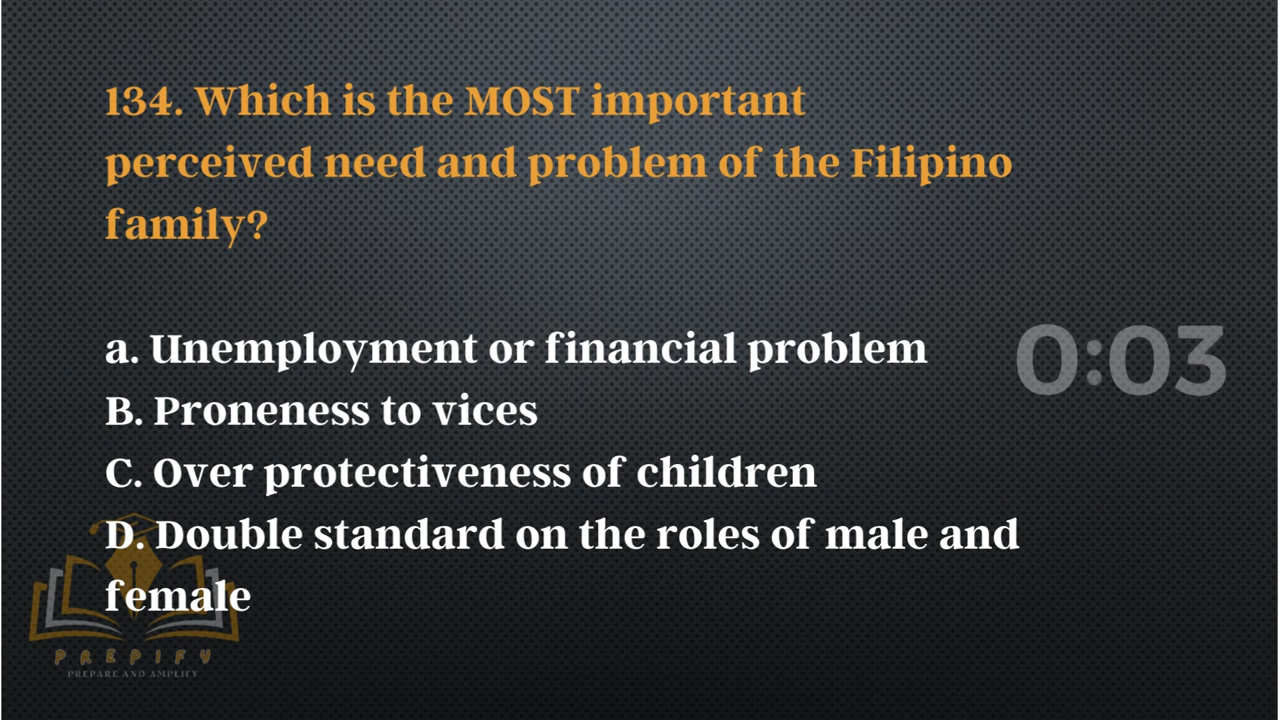 134. Which is the MOST important
perceived need and problem of the Filipino
family?
a. Unemployment or financial problem
0:03
B. Proneness to vices
C. Over protectiveness of children
D. Double standard on the roles of male and
female
PREPIFY
PREPARE AND AMPLIFY